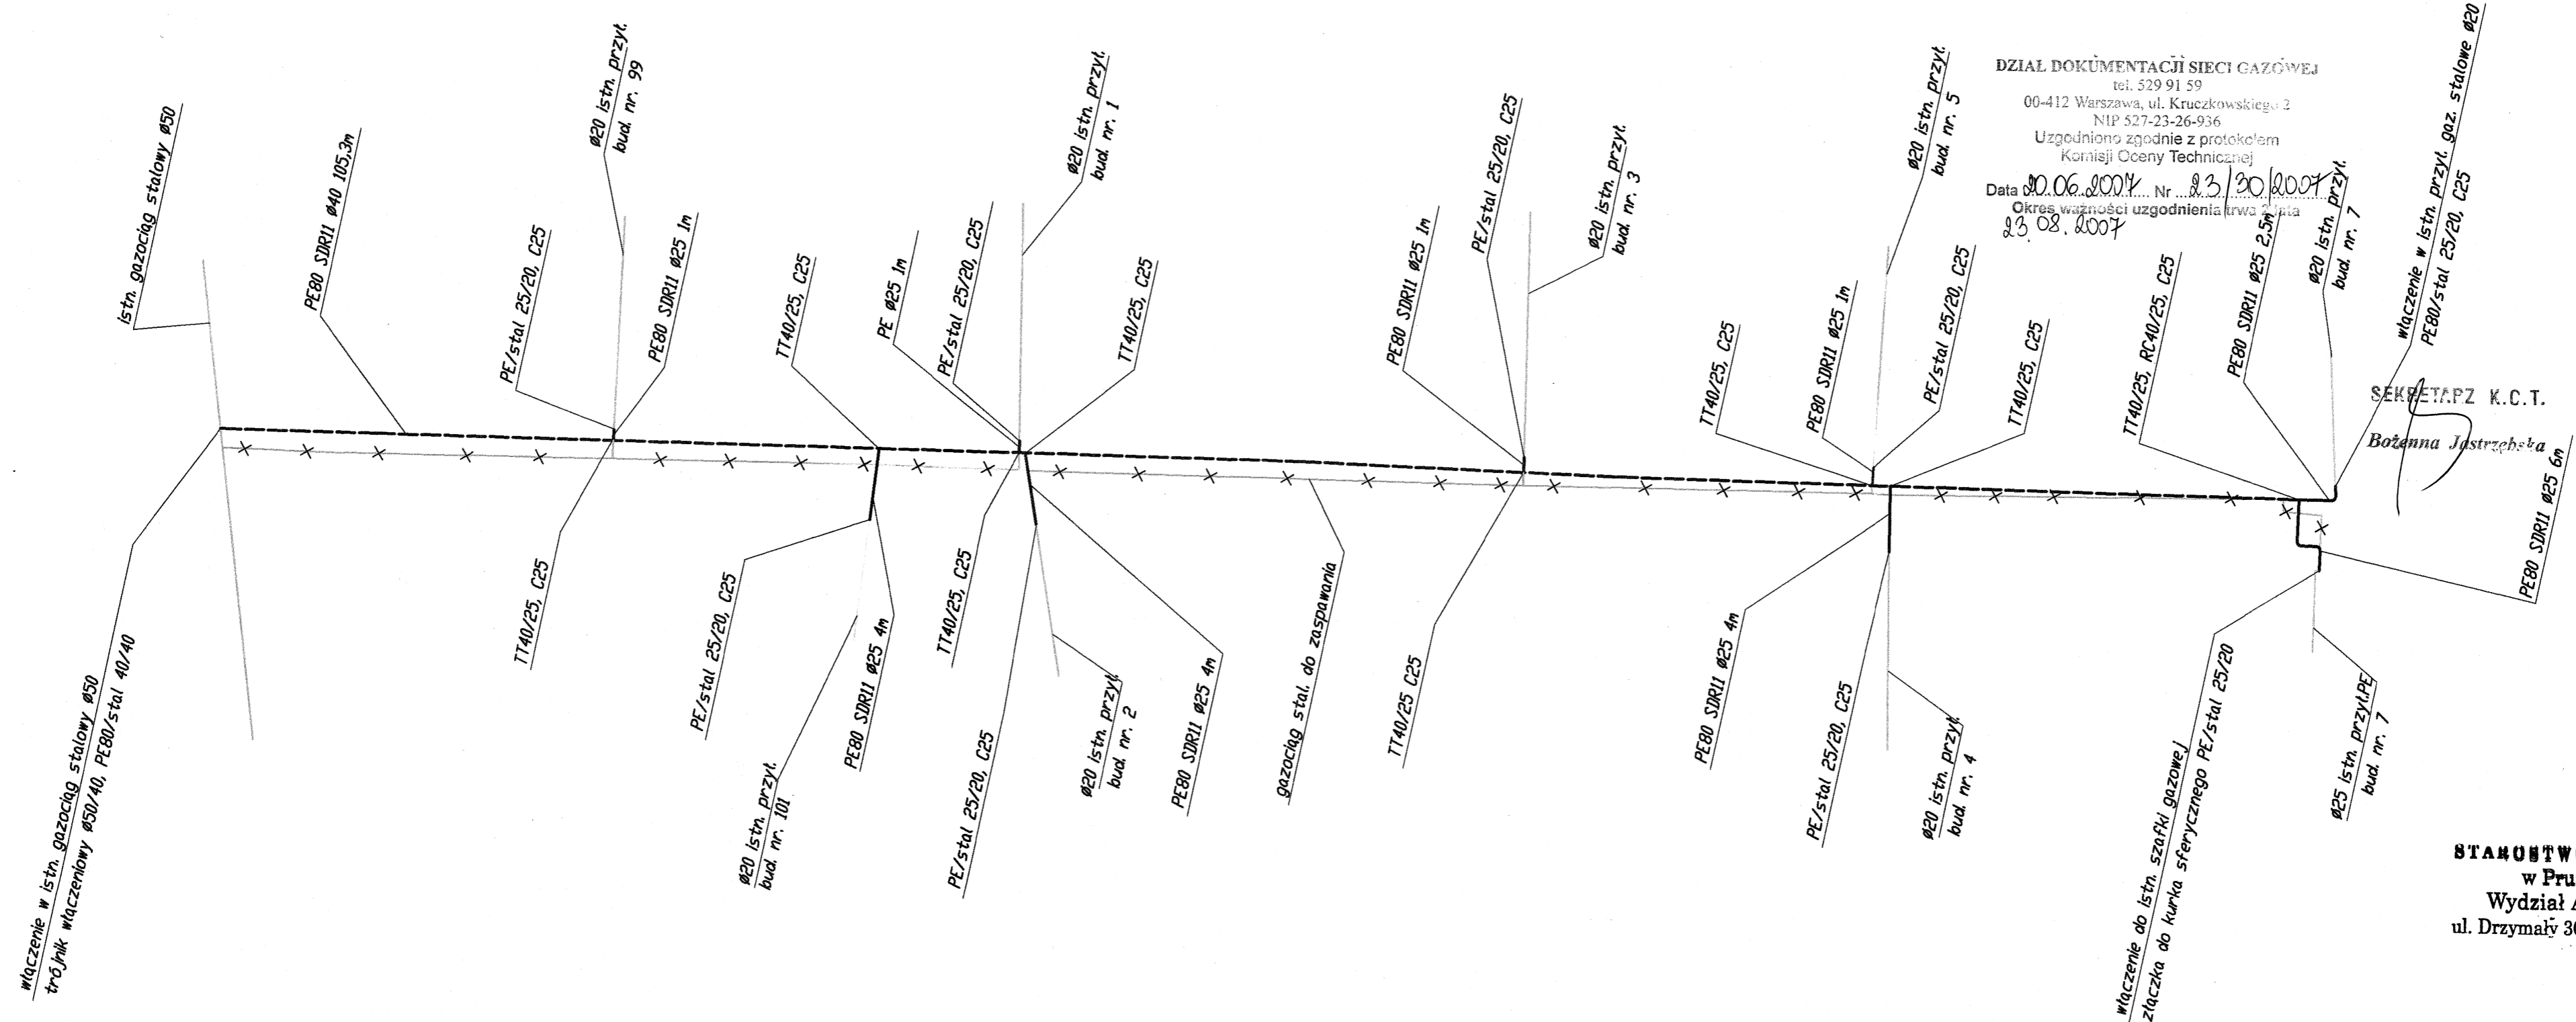 istn. gazociąg stalowy Ø50
PE80 SDR11 Ø40 105,3m
PE/stal 25/20, C25
Ø20 istn. przył.
bud. nr. 99
PE80 SDR11 Ø25 1m
TT40/25, C25
PE Ø25 1m
PE/stal 25/20, C25
Ø20 istn. przył.
bud. nr. 1
TT40/25, C25
PE80 SDR11 Ø25 1m
PE/stal 25/20, C25
Ø20 istn. przył.
bud. nr. 3
TT40/25, C25
PE80 SDR11 Ø25 1m
Ø20 istn. przył.
bud. nr. 5
PE/stal 25/20, C25
TT40/25, C25
TT40/25, RC40/25, C25
PE80 SDR11 Ø25 2,5m
Ø20 istn. przył.
bud. nr. 7
włączenie w istn. przył. gaz. stalowe Ø20
PE80/stal 25/20, C25
DZIAŁ DOKUMENTACJI SIECI GAZOWEJ
tel. 529 91 59
00-412 Warszawa, ul. Kruczkowskiego 2
NIP 527-23-26-936
Uzgodniono zgodnie z protokołem
Komisji Oceny Technicznej
Data 20.06.2007 Nr 23/30/2007
Okres ważności uzgodnienia trwa 2 lata
23.08.2007
SEKRETARZ K.C.T.
Bożenna Jastrzębska
PE80 SDR11 Ø25 6m
włączenie w istn. gazociąg stalowy Ø50
trójnik włączeniowy Ø50/40, PE80/stal 40/40
TT40/25, C25
PE/stal 25/20, C25
Ø20 istn. przył.
bud. nr. 101
PE80 SDR11 Ø25 4m
TT40/25, C25
PE/stal 25/20, C25
Ø20 istn. przył.
bud. nr. 2
PE80 SDR11 Ø25 4m
gazociąg stal. do zaspawania
TT40/25 C25
PE80 SDR11 Ø25 4m
PE/stal 25/20, C25
Ø20 istn. przył.
bud. nr. 4
włączenie do istn. szafki gazowej
złączka do kurka sferycznego PE/stal 25/20
Ø25 istn. przył.PE
bud. nr. 7
STAROSTW
w Pru
Wydział A
ul. Drzymały 3